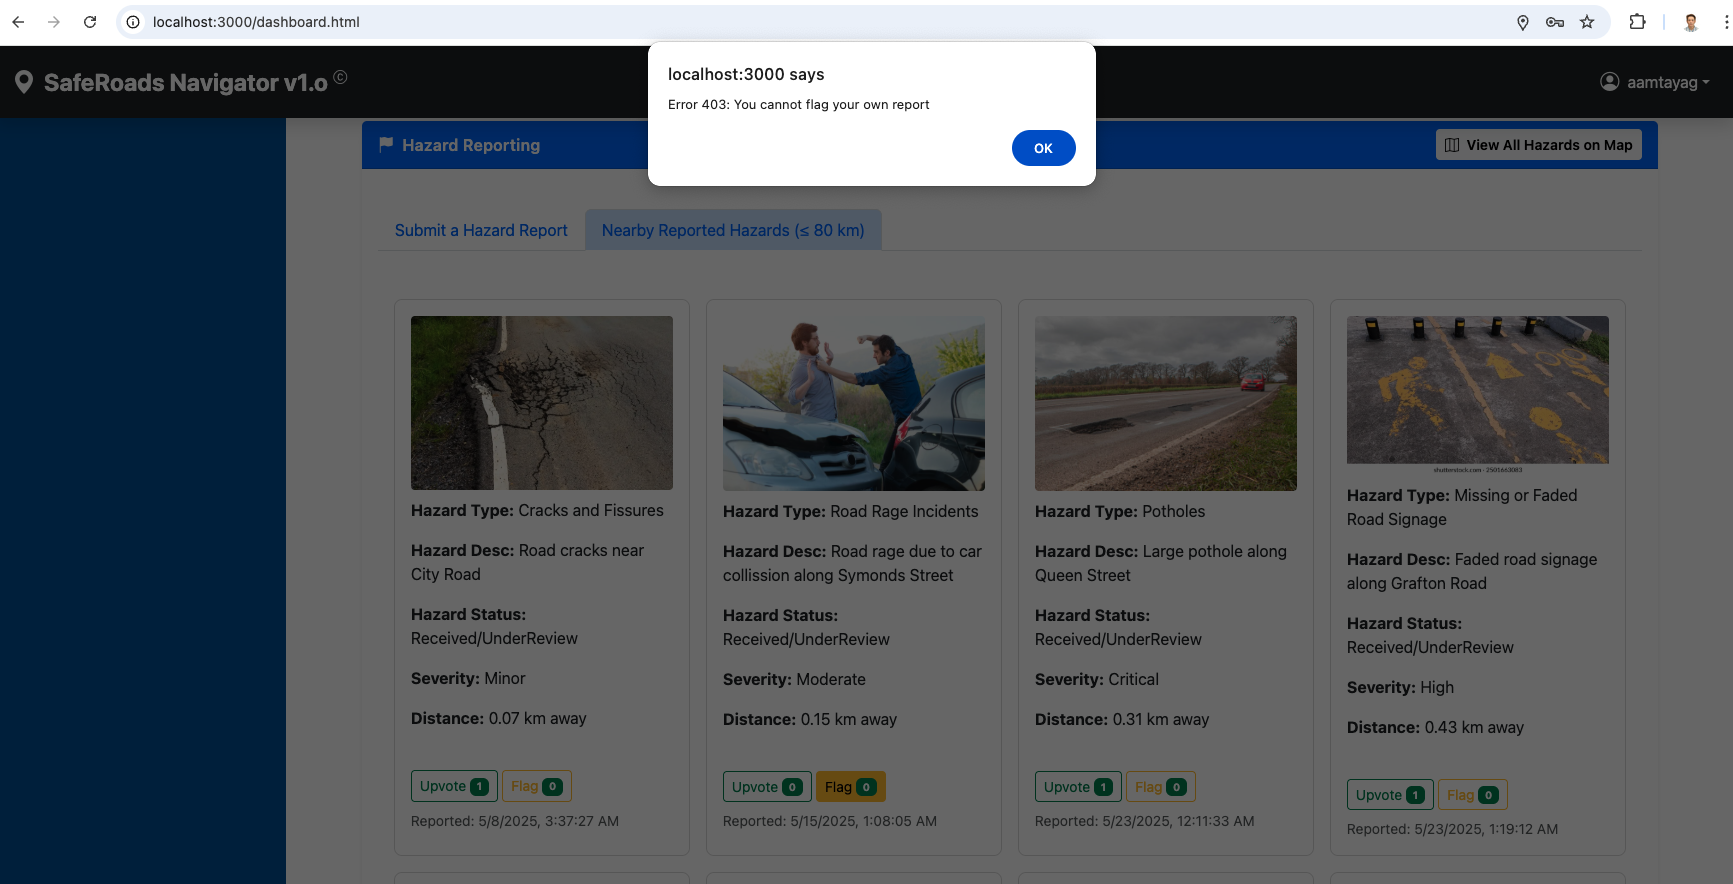 localhost:3000/dashboard.html
SafeRoads Navigator v1.o ©
aamtayag
localhost:3000 says
Error 403: You cannot flag your own report
OK
Hazard Reporting
View All Hazards on Map
Submit a Hazard Report
Nearby Reported Hazards (≤ 80 km)
Hazard Type: Cracks and Fissures
Hazard Desc: Road cracks near
City Road
Hazard Status:
Received/UnderReview
Severity: Minor
Distance: 0.07 km away
Upvote 1
Flag 0
Reported: 5/8/2025, 3:37:27 AM
Hazard Type: Road Rage Incidents
Hazard Desc: Road rage due to car
collission along Symonds Street
Hazard Status:
Received/UnderReview
Severity: Moderate
Distance: 0.15 km away
Upvote 0
Flag 0
Reported: 5/15/2025, 1:08:05 AM
Hazard Type: Potholes
Hazard Desc: Large pothole along
Queen Street
Hazard Status:
Received/UnderReview
Severity: Critical
Distance: 0.31 km away
Upvote 1
Flag 0
Reported: 5/23/2025, 12:11:33 AM
shutterstock.com · 2501663083
Hazard Type: Missing or Faded
Road Signage
Hazard Desc: Faded road signage
along Grafton Road
Hazard Status:
Received/UnderReview
Severity: High
Distance: 0.43 km away
Upvote 1
Flag 0
Reported: 5/23/2025, 1:19:12 AM